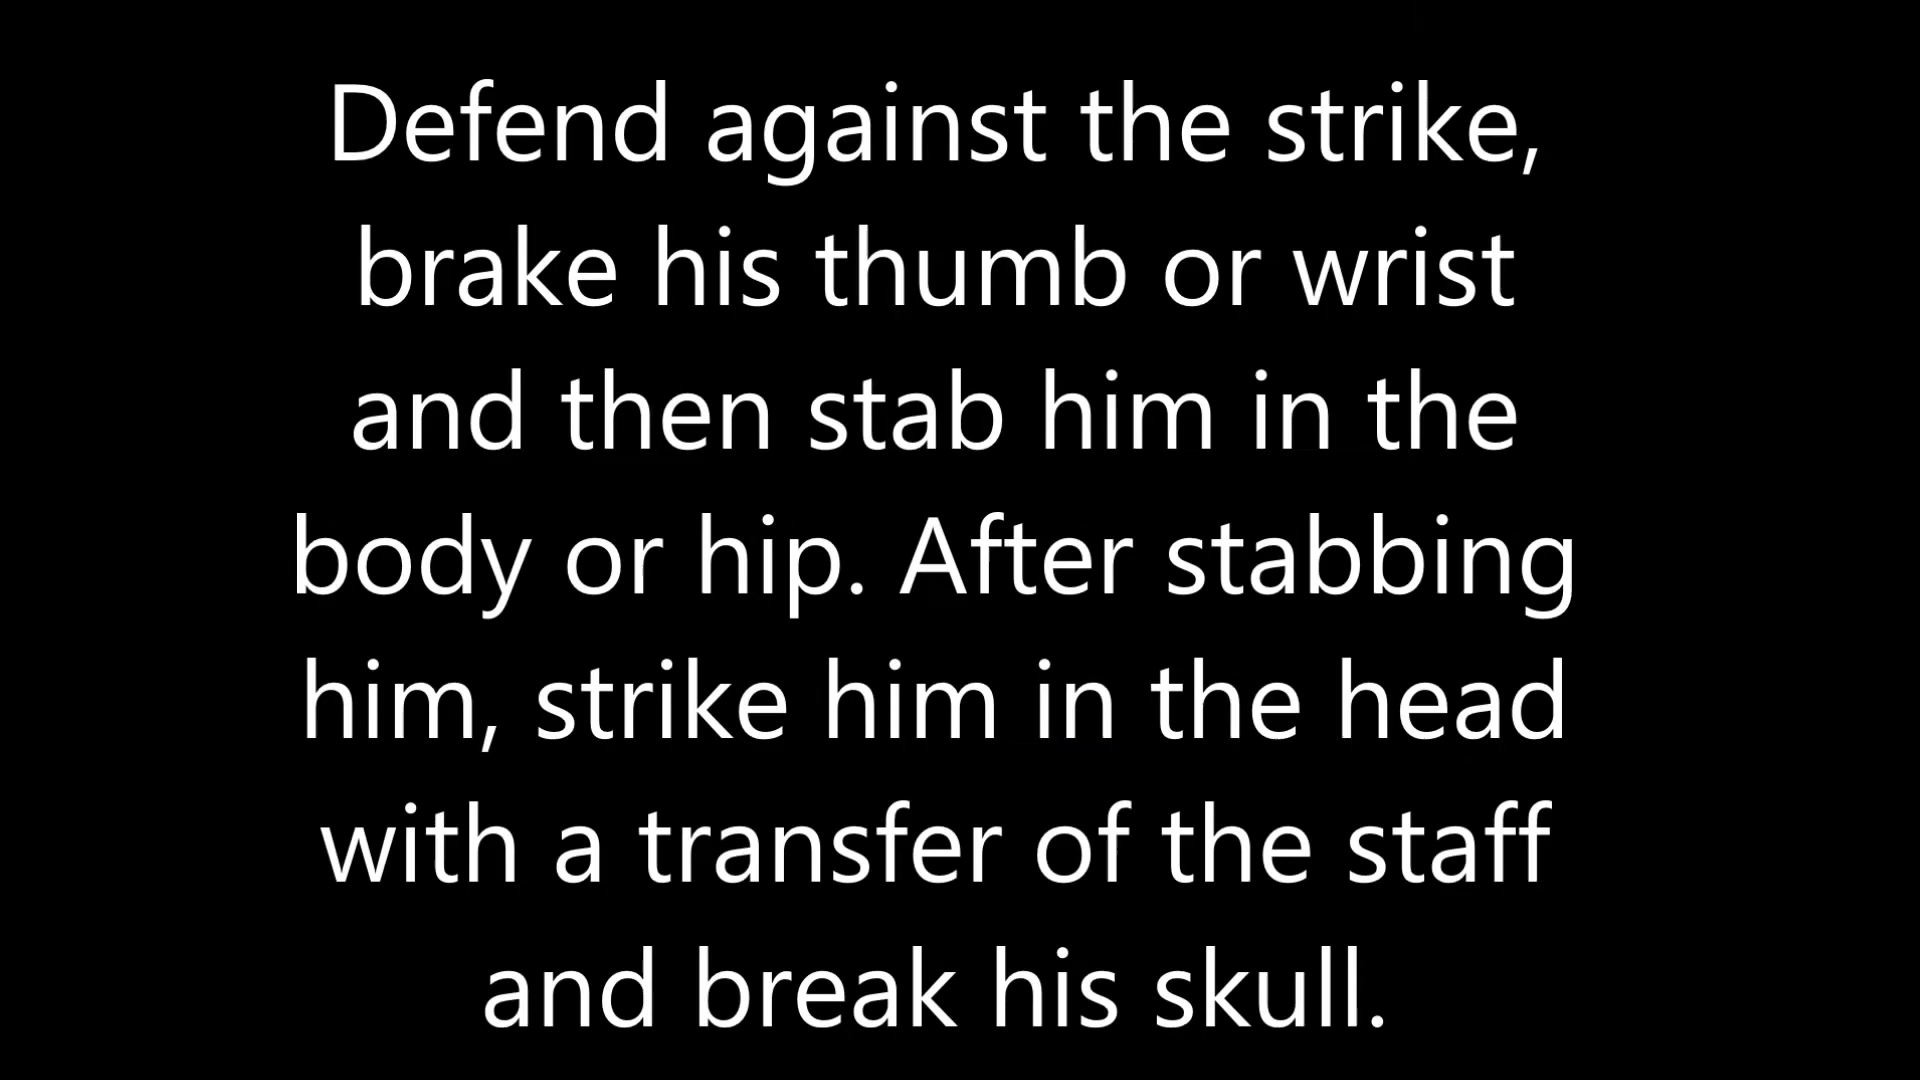 Defend against the strike,
brake his thumb or wrist
and then stab him in the
body or hip. After stabbing
him, strike him in the head
with a transfer of the staff
and break his skull.